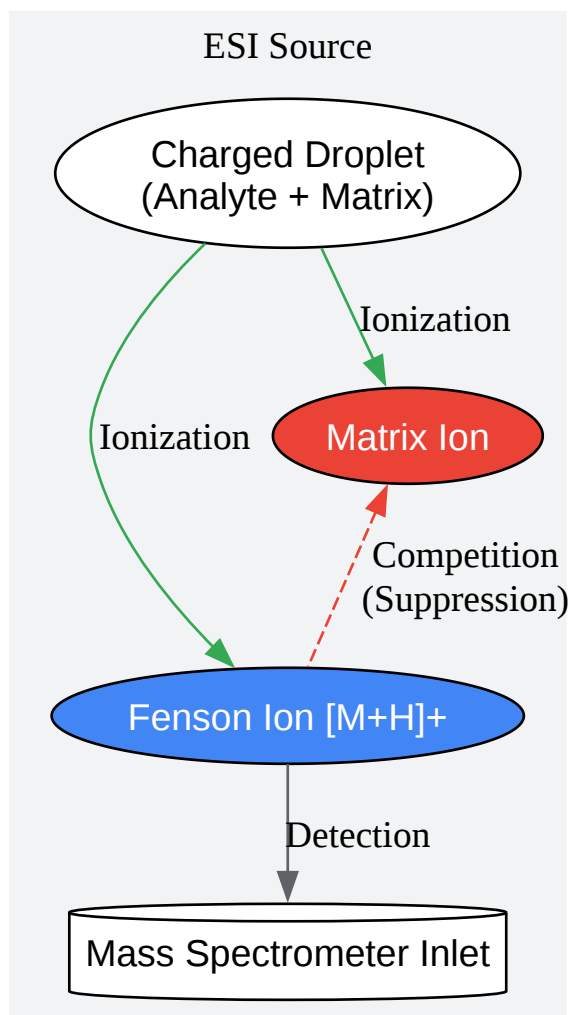 ESI Source
Charged Droplet
(Analyte + Matrix)
Ionization
Ionization
Matrix Ion
Competition
(Suppression)
Fenson Ion [M+H]+
Detection
Mass Spectrometer Inlet